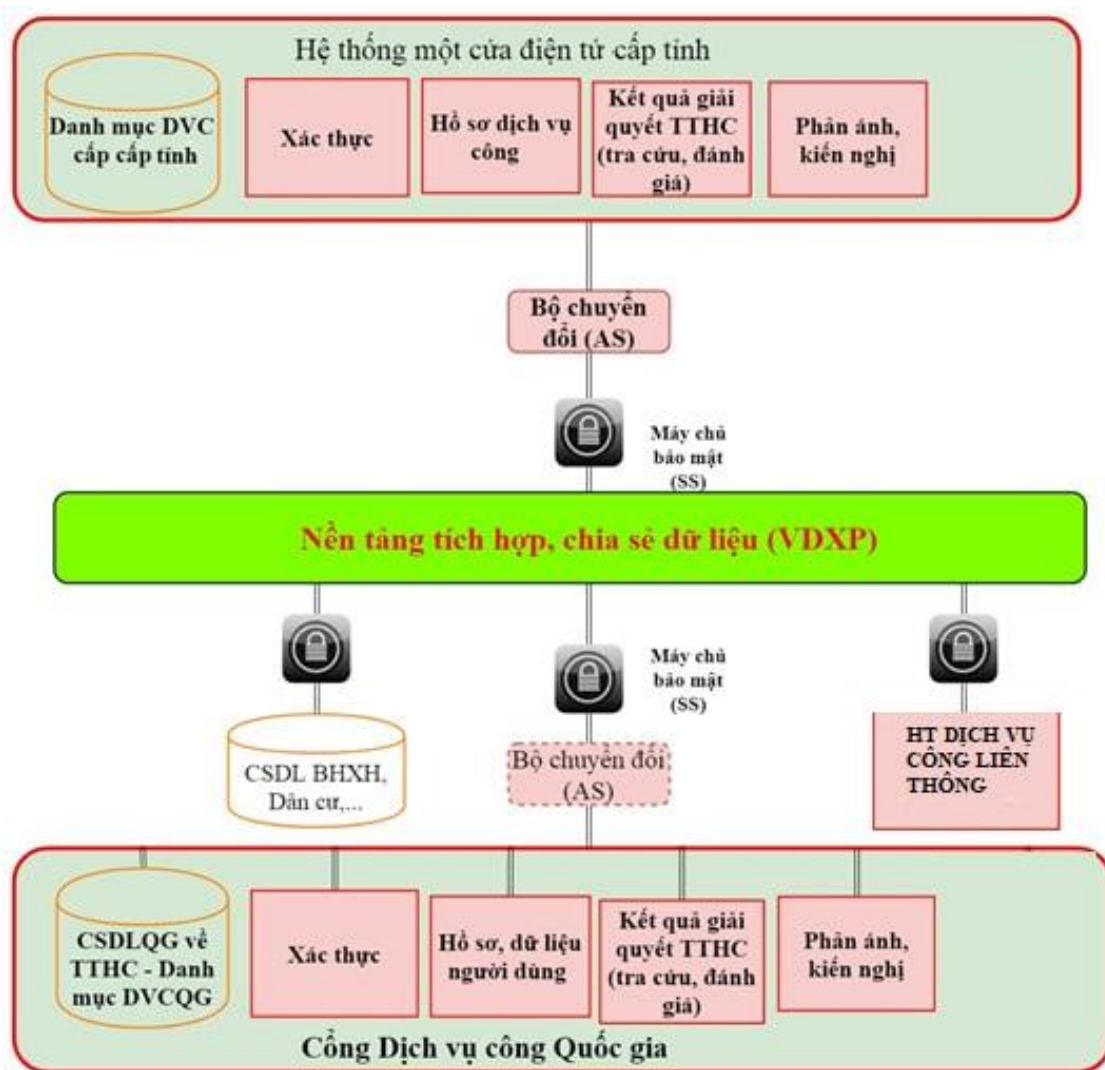 Hệ thống một cửa điện tử cấp tỉnh
Danh mục DVC
cấp cấp tỉnh
Xác thực
Hồ sơ dịch vụ
công
Kết quả giải
quyết TTHC
(tra cứu, đánh
giá)
Phản ánh,
kiến nghị
Bộ chuyển
đổi (AS)
Máy chủ
bảo mật
(SS)
Nền tảng tích hợp, chia sẻ dữ liệu (VDXP)
Máy chủ
bảo mật
(SS)
CSDL BHXH,
Dân cư,...
Bộ chuyển đổi
(AS)
HT DỊCH VỤ
CÔNG LIÊN
THÔNG
CSDLQG về
TTHC - Danh
mục DVCQG
Xác thực
Hồ sơ, dữ liệu
người dùng
Kết quả giải
quyết TTHC
(tra cứu, đánh
giá)
Phản ánh,
kiến nghị
Cổng Dịch vụ công Quốc gia